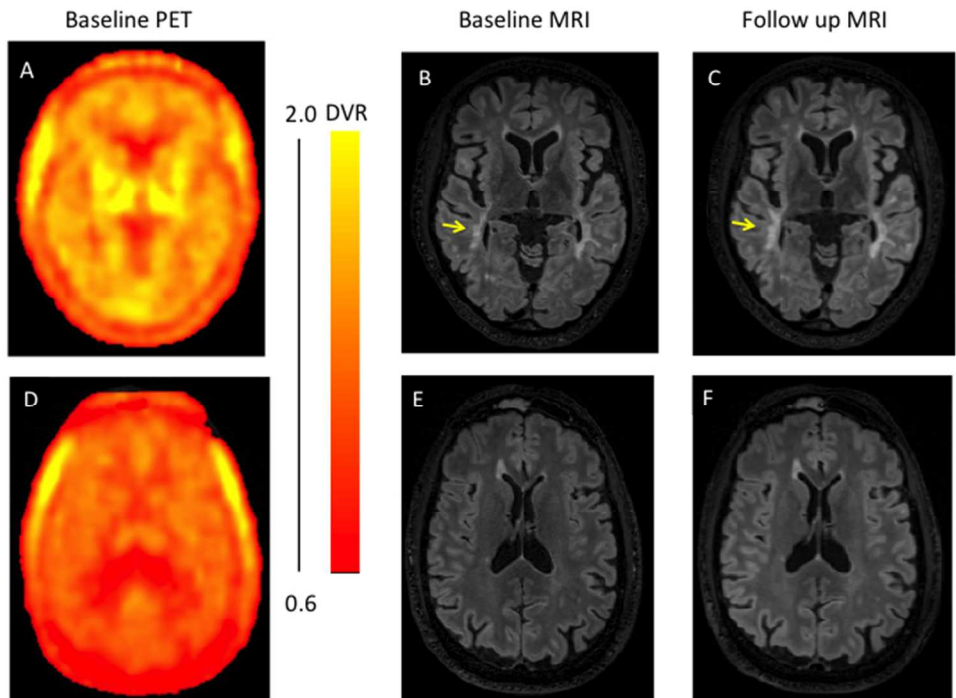 Baseline PET
Baseline MRI
Follow up MRI
A
B
C
2.0 DVR
0.6
D
E
F